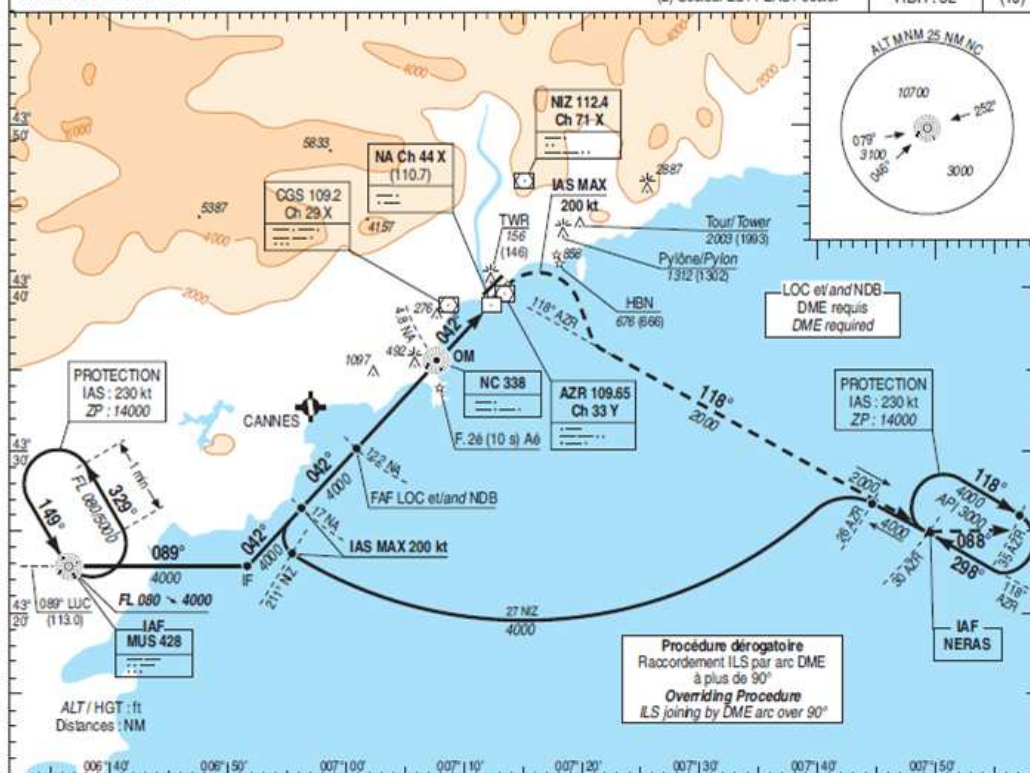 ALT MNM 25 NM NC
10700
252°
079°
3100
046°
3000
4000
2000
4000
43°
50'
6000
5833
NA Ch 44 X
(110.7)
NIZ 112.4
Ch 71 X
2887
CGS 109.2
Ch 29 X
IAS MAX
200 kt
5387
4157
4000
TWR
156
(146)
Tour/Tower
2003 (1993)
858
Pylône/Pylon
1312 (1302)
43°
40'
2000
276
4.8 NA
042°
118° AZR
HBN
676 (666)
LOC et/and NDB
DME requis
DME required
492
OM
1097
NC 338
AZR 109.65
Ch 33 Y
118°
2000
PROTECTION
IAS : 230 kt
ZP : 14000
PROTECTION
IAS : 230 kt
ZP : 14000
CANNES
F. 2é (10 s) Aé
43°
30'
1 min
042°
4000
12.2 NA
FAF LOC et/and NDB
149°
329°
FL 080/5000
17 NA
IAS MAX 200 kt
042°
4000
211° NIZ
2000
4000
26 AZR
30 AZR
118°
4000
API 3000
088°
298°
35 AZR
118°
AZR
089°
4000
IF
089° LUC
(113.0)
FL 080 ↘ 4000
IAF
MUS 428
27 NIZ
4000
IAF
NERAS
43°
20'
Procédure dérogatoire
Raccordement ILS par arc DME
à plus de 90°
Overriding Procedure
ILS joining by DME arc over 90°
ALT / HGT : ft
Distances : NM
006°40'
006°50'
007°00'
007°10'
007°20'
007°30'
007°40'
007°50'